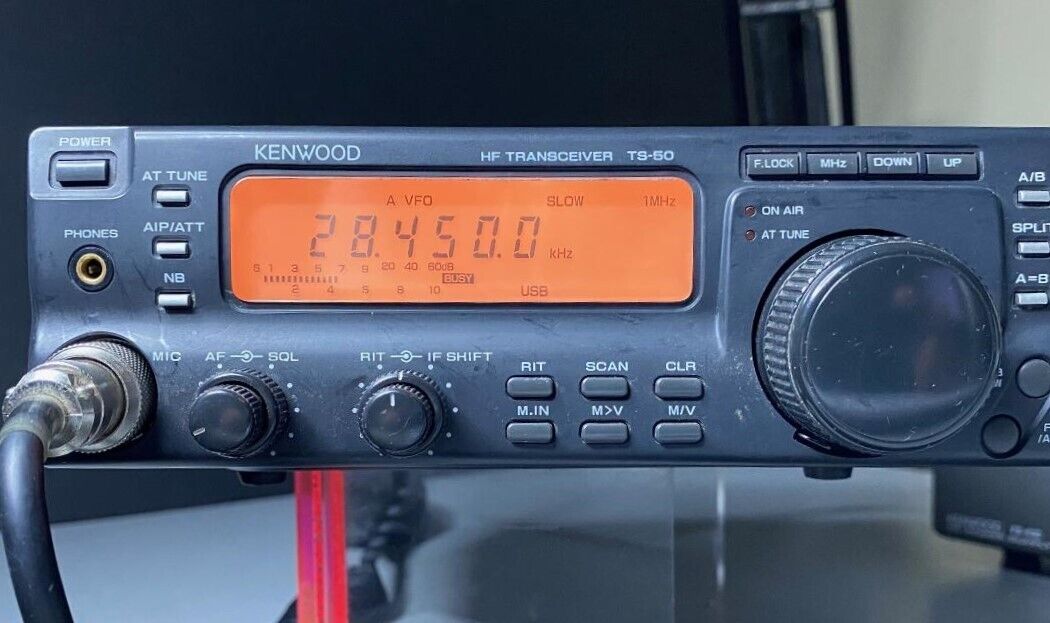 POWER
KENWOOD
HF TRANSCEIVER TS-50
F.LOCK MHz DOWN UP
AT TUNE
A VFO SLOW 1MHz
A/B
ON AIR
AIP/ATT
PHONES
28.450.0 kHz
AT TUNE
SPLIT
NB
S 1 3 5 7 9 20 40 60dB
BUSY
2 4 5 8 10
USB
A=B
MIC
AF SQL
RIT IF SHIFT
RIT SCAN CLR
M.IN M>V M/V